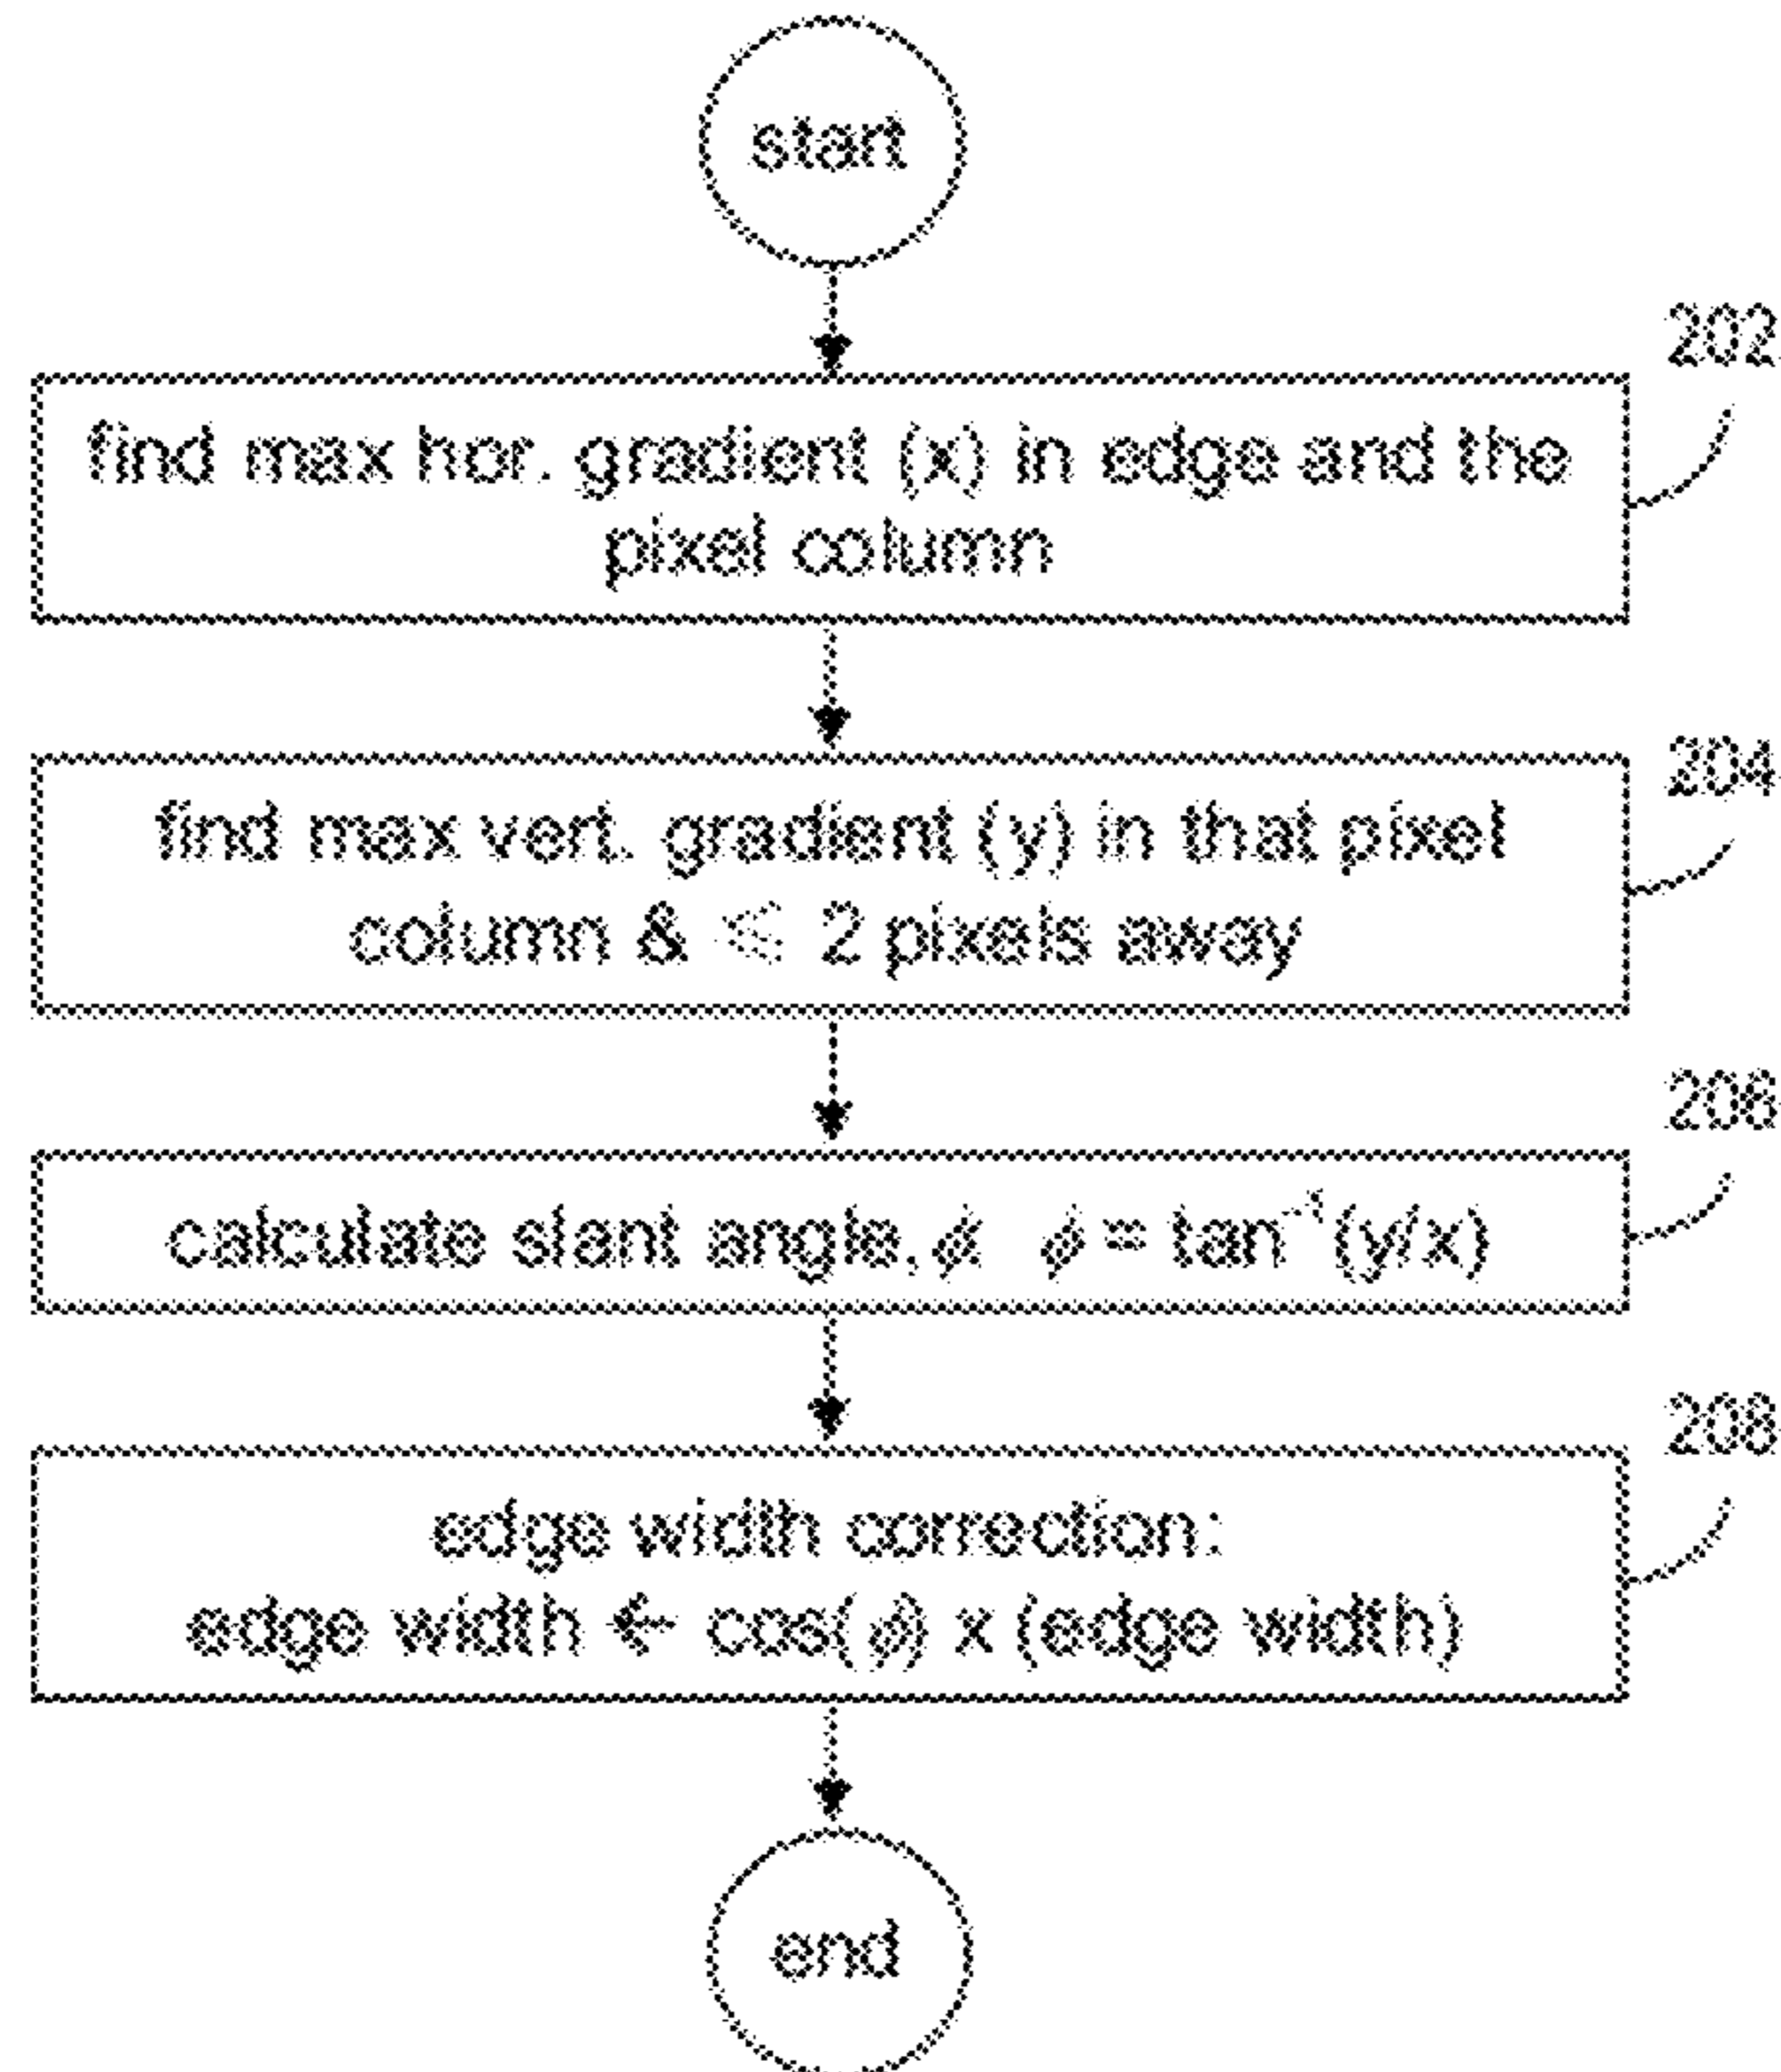 start
202
find max hor. gradient (x) in edge and the
pixel column
204
find max vert. gradient (y) in that pixel
column & ≤ 2 pixels away
206
calculate slant angle, ϕ ϕ = tan⁻¹(y/x)
208
edge width correction:
edge width ← cos(ϕ) x (edge width)
end